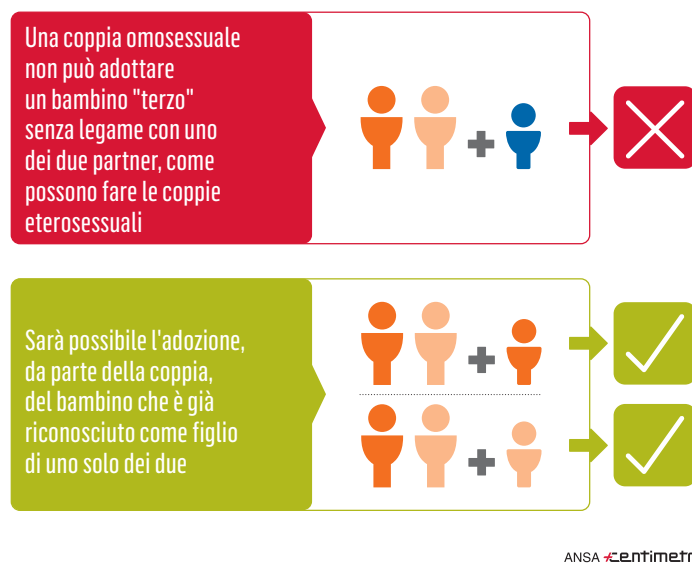 Una coppia omosessuale
non può adottare
un bambino "terzo"
senza legame con uno
dei due partner, come
possono fare le coppie
eterosessuali
Sarà possibile l'adozione,
da parte della coppia,
del bambino che è già
riconosciuto come figlio
di uno solo dei due
ANSA centimetr